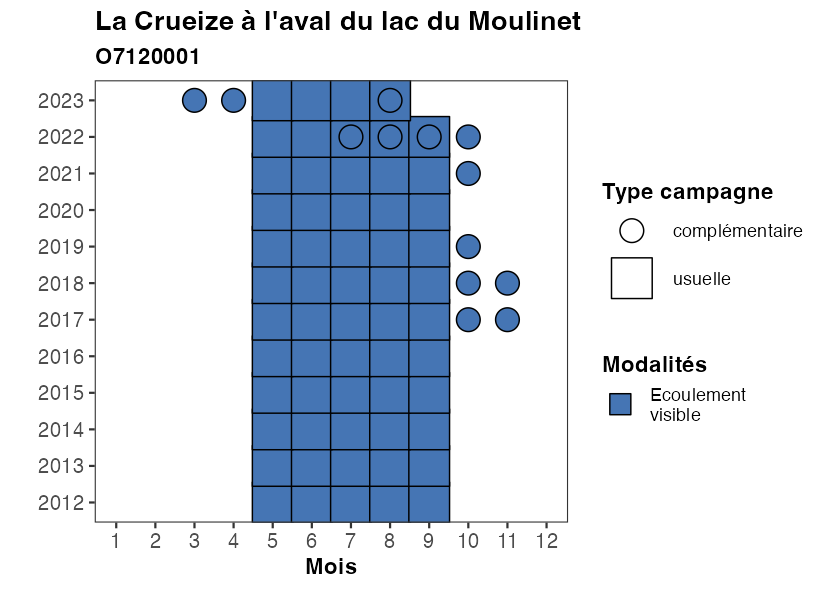 La Crueize à l'aval du lac du Moulinet
O7120001
2023
2022
2021
2020
2019
2018
2017
2016
2015
2014
2013
2012
1 2 3 4 5 6 7 8 9 10 11 12
Mois
Type campagne
complémentaire
usuelle
Modalités
Ecoulement
visible